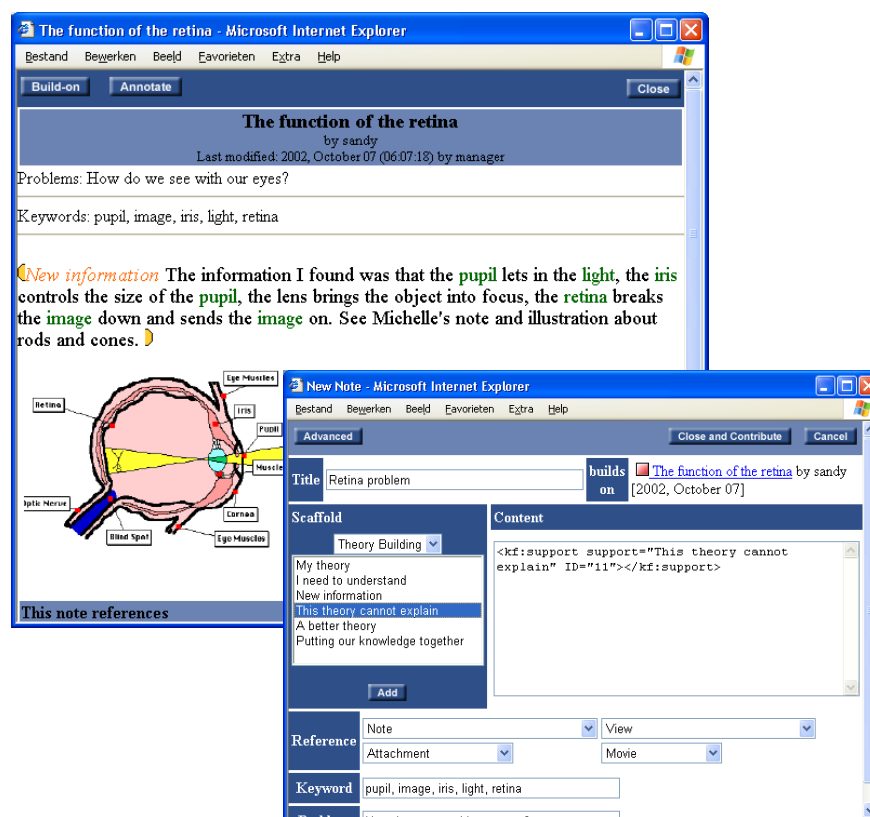 The function of the retina - Microsoft Internet Explorer
Bestand Bewerken Beeld Favorieten Extra Help
Build-on Annotate Close
The function of the retina
by sandy
Last modified: 2002, October 07 (06:07:18) by manager
Problems: How do we see with our eyes?
Keywords: pupil, image, iris, light, retina
New information The information I found was that the pupil lets in the light, the iris
controls the size of the pupil, the lens brings the object into focus, the retina breaks
the image down and sends the image on. See Michelle's note and illustration about
rods and cones.
Eye Muscles
Retina
Iris
Pupil
Muscle
Optic Nerve
Cornea
Blind Spot
Eye Muscles
This note references
New Note - Microsoft Internet Explorer
Bestand Bewerken Beeld Favorieten Extra Help
Advanced Close and Contribute Cancel
Title Retina problem builds on The function of the retina by sandy
[2002, October 07]
Scaffold Content
Theory Building
My theory
I need to understand
New information
This theory cannot explain
A better theory
Putting our knowledge together
Add
<kf:support support="This theory cannot
explain" ID="11"></kf:support>
Reference Note View
Attachment Movie
Keyword pupil, image, iris, light, retina